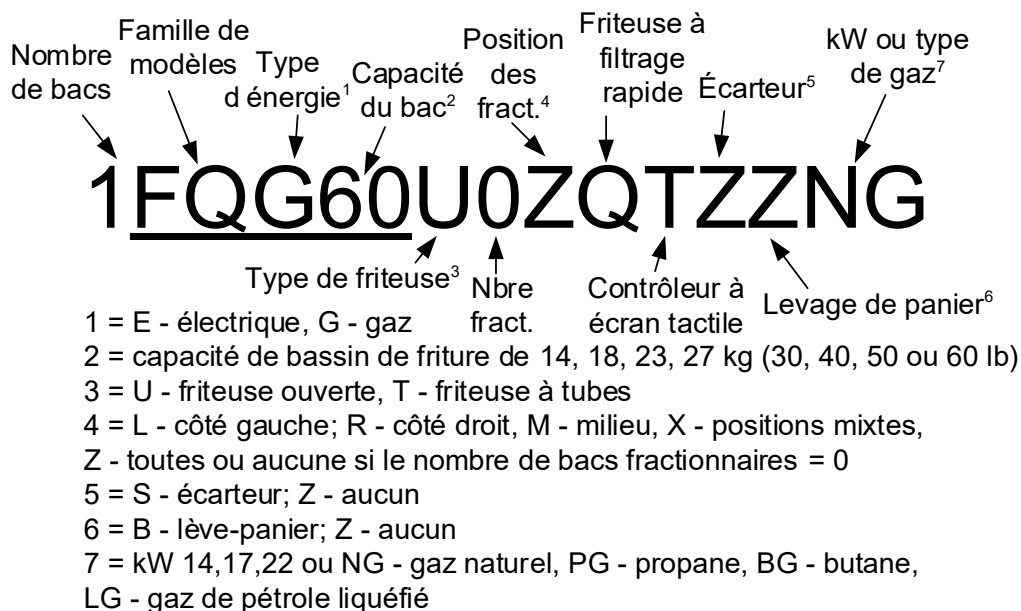 Nombre
de bacs
Famille de
modèles
Type
d énergie1
Capacité
du bac2
Position
des
fract.4
Friteuse à
filtrage
rapide
Écarteur5
kW ou type
de gaz7
1FQG60U0ZQTZZNG
Type de friteuse3
Nbre
fract.
Contrôleur à
écran tactile
Levage de panier6
1 = E - électrique, G - gaz
2 = capacité de bassin de friture de 14, 18, 23, 27 kg (30, 40, 50 ou 60 lb)
3 = U - friteuse ouverte, T - friteuse à tubes
4 = L - côté gauche; R - côté droit, M - milieu, X - positions mixtes,
Z - toutes ou aucune si le nombre de bacs fractionnaires = 0
5 = S - écarteur; Z - aucun
6 = B - lève-panier; Z - aucun
7 = kW 14,17,22 ou NG - gaz naturel, PG - propane, BG - butane,
LG - gaz de pétrole liquéfié